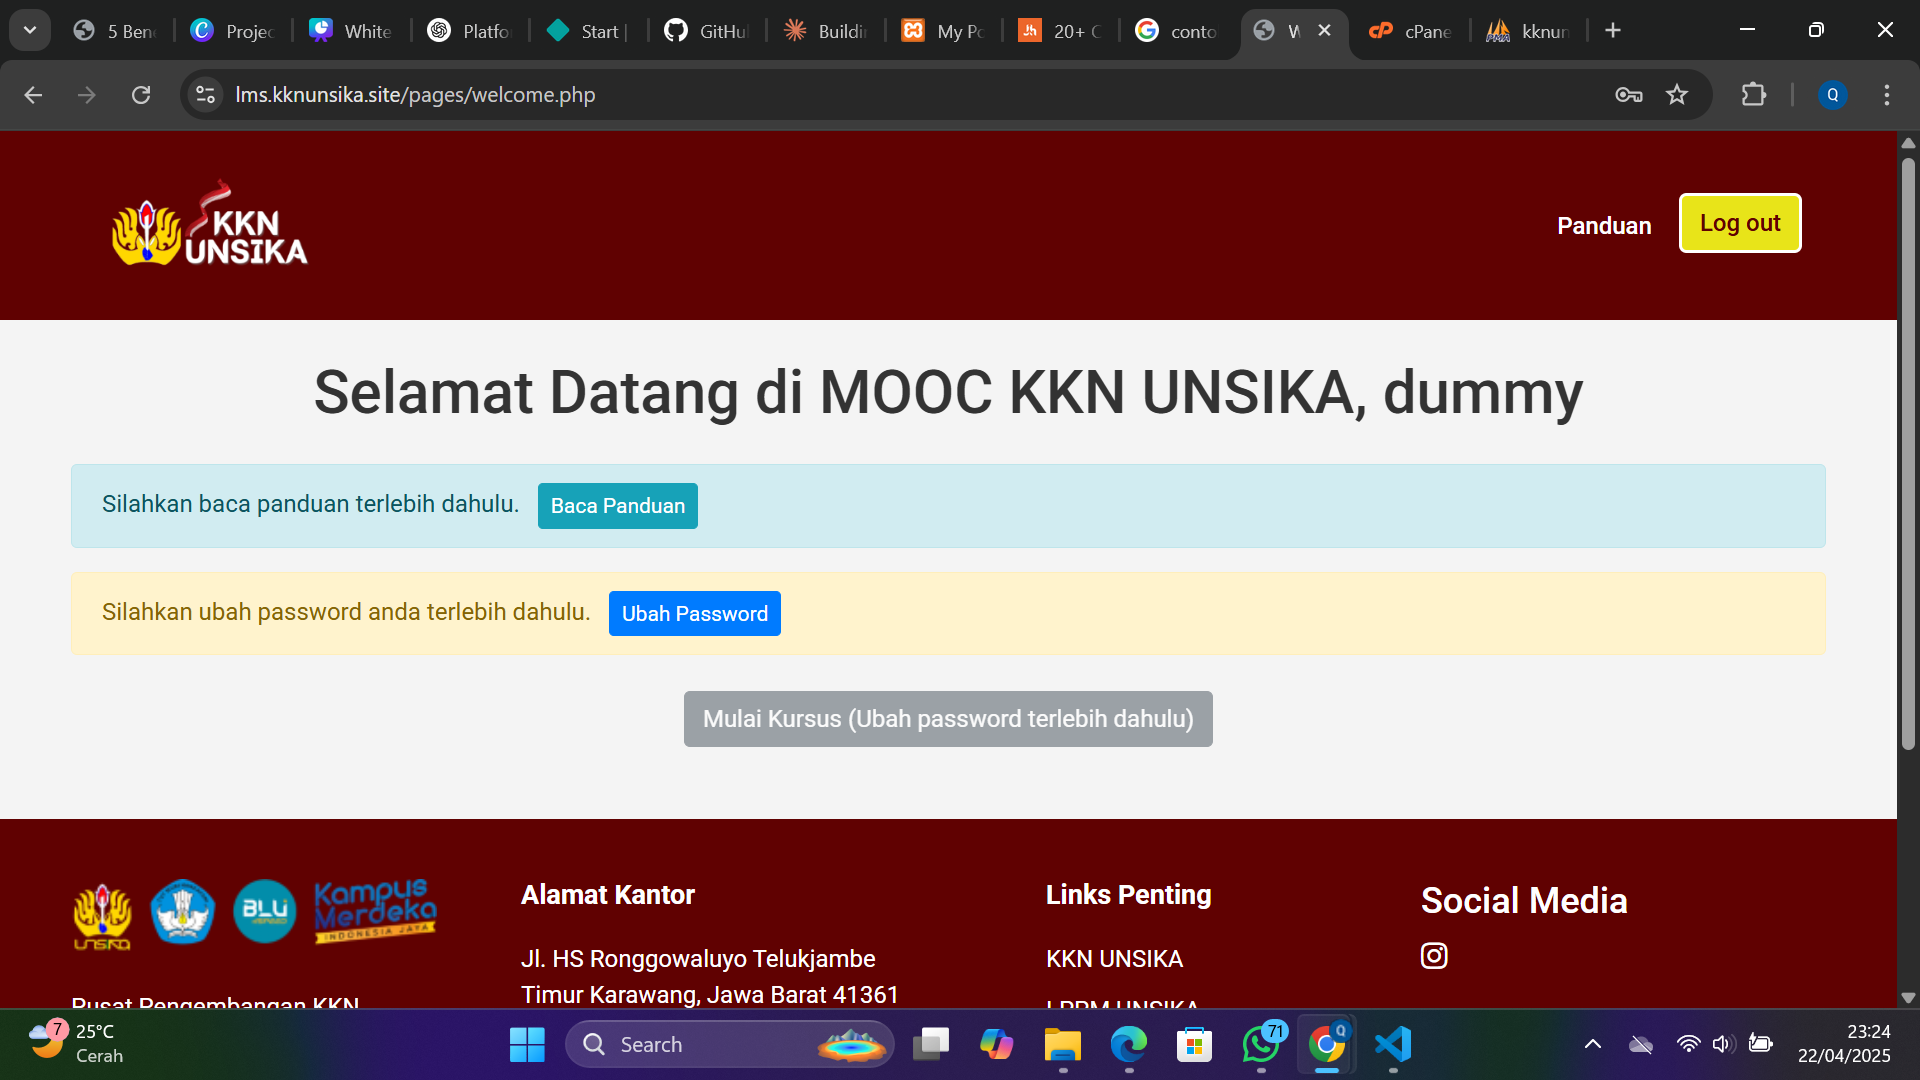 5 Ben
Projec
White
Platfo
Start |
GitHu
Buildi
My Po
20+ C
conto
W
cPane
kknun
lms.kknunsika.site/pages/welcome.php
Q
KKN
UNSIKA
Panduan
Log out
Selamat Datang di MOOC KKN UNSIKA, dummy
Silahkan baca panduan terlebih dahulu.
Baca Panduan
Silahkan ubah password anda terlebih dahulu.
Ubah Password
Mulai Kursus (Ubah password terlebih dahulu)
unsika
BLU
Kampus
Merdeka
INDONESIA JAYA
Alamat Kantor
Links Penting
Social Media
Jl. HS Ronggowaluyo Telukjambe
Timur Karawang, Jawa Barat 41361
KKN UNSIKA
LPPM UNSIKA
Pusat Pengembangan KKN
7
25°C
Cerah
Search
71
Q
23:24
22/04/2025